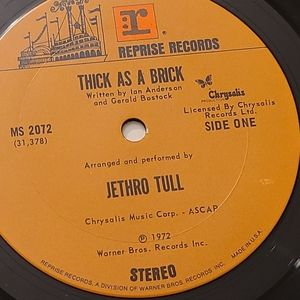 REPRISE RECORDS
THICK AS A BRICK
Written by Ian Anderson
and Gerald Bostock
Chrysalis
MS 2072
(31,378)
Licensed By Chrysalis
Records Ltd.
SIDE ONE
Arranged and performed by
JETHRO TULL
Chrysalis Music Corp. - ASCAP
Ⓟ 1972
Warner Bros. Records Inc.
STEREO
REPRISE RECORDS, A DIVISION OF WARNER BROS. RECORDS INC. MADE IN U.S.A.